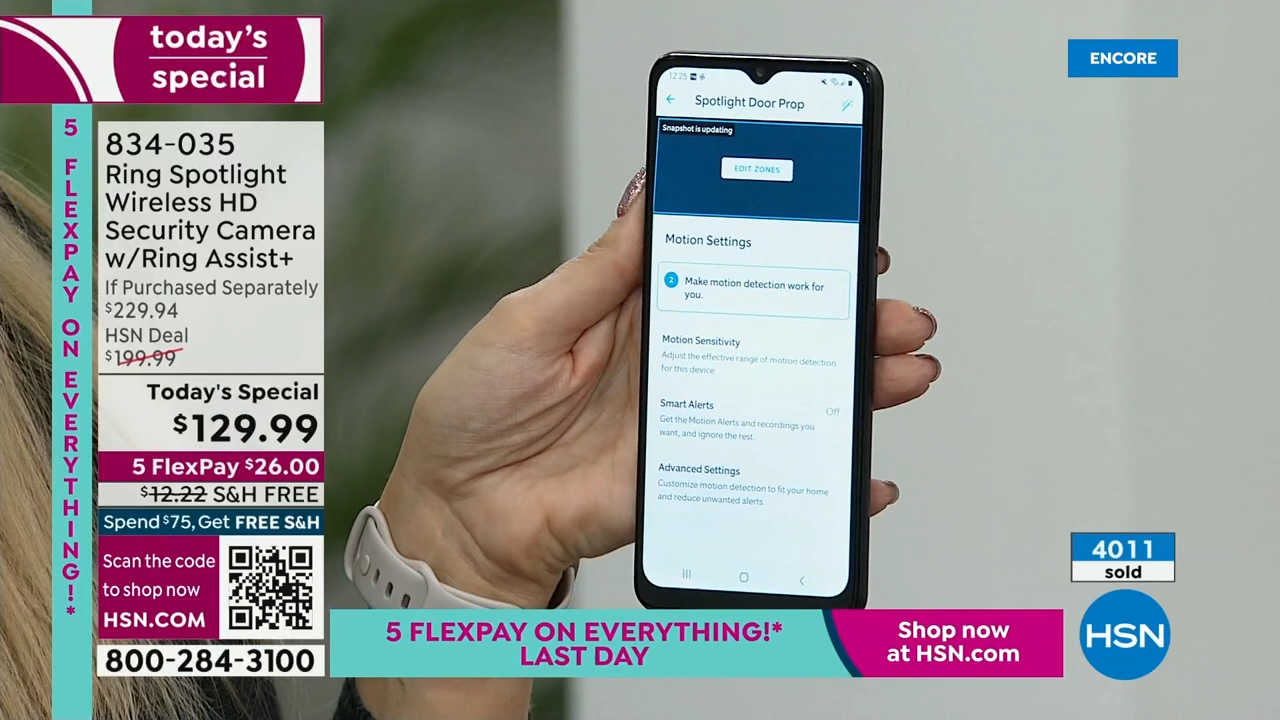 today's
special
5 FLEXPAY ON EVERYTHING!*
834-035
Ring Spotlight
Wireless HD
Security Camera
w/Ring Assist+
If Purchased Separately
$229.94
HSN Deal
$199.99
Today's Special
$129.99
5 FlexPay $26.00
$12.22 S&H FREE
Spend $75, Get FREE S&H
Scan the code
to shop now
HSN.COM
800-284-3100
12:25
Spotlight Door Prop
Snapshot is updating
EDIT ZONES
Motion Settings
2 Make motion detection work for
you.
Motion Sensitivity
Adjust the effective range of motion detection
for this device
Smart Alerts
Off
Get the Motion Alerts and recordings you
want, and ignore the rest.
Advanced Settings
Customize motion detection to fit your home
and reduce unwanted alerts.
ENCORE
4011
sold
5 FLEXPAY ON EVERYTHING!*
LAST DAY
Shop now
at HSN.com
HSN